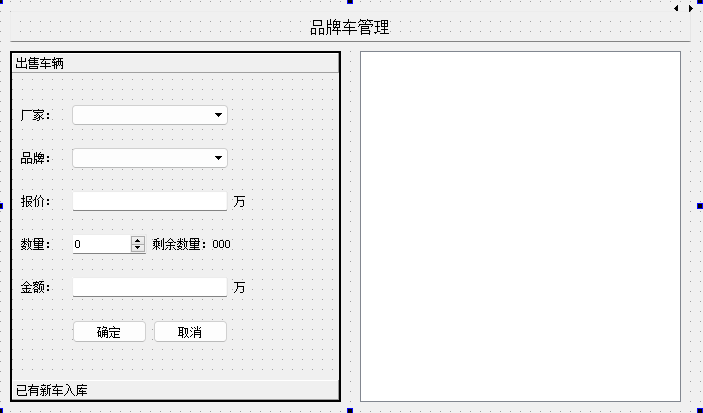 品牌车管理
出售车辆
厂家：
品牌：
报价： 万
数量： 0 剩余数量：000
金额： 万
确定 取消
已有新车入库